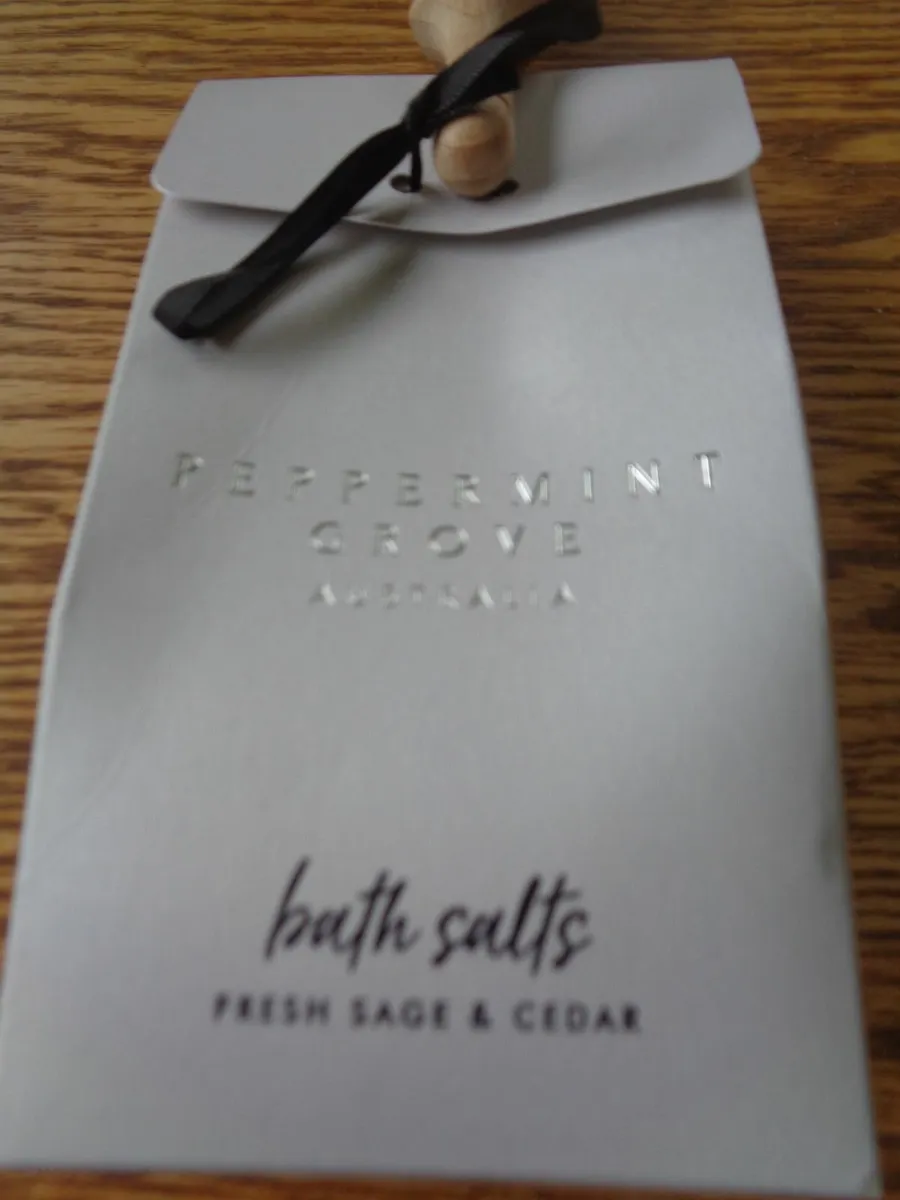 PEPPERMINT
GROVE
AUSTRALIA
bath salts
FRESH SAGE & CEDAR